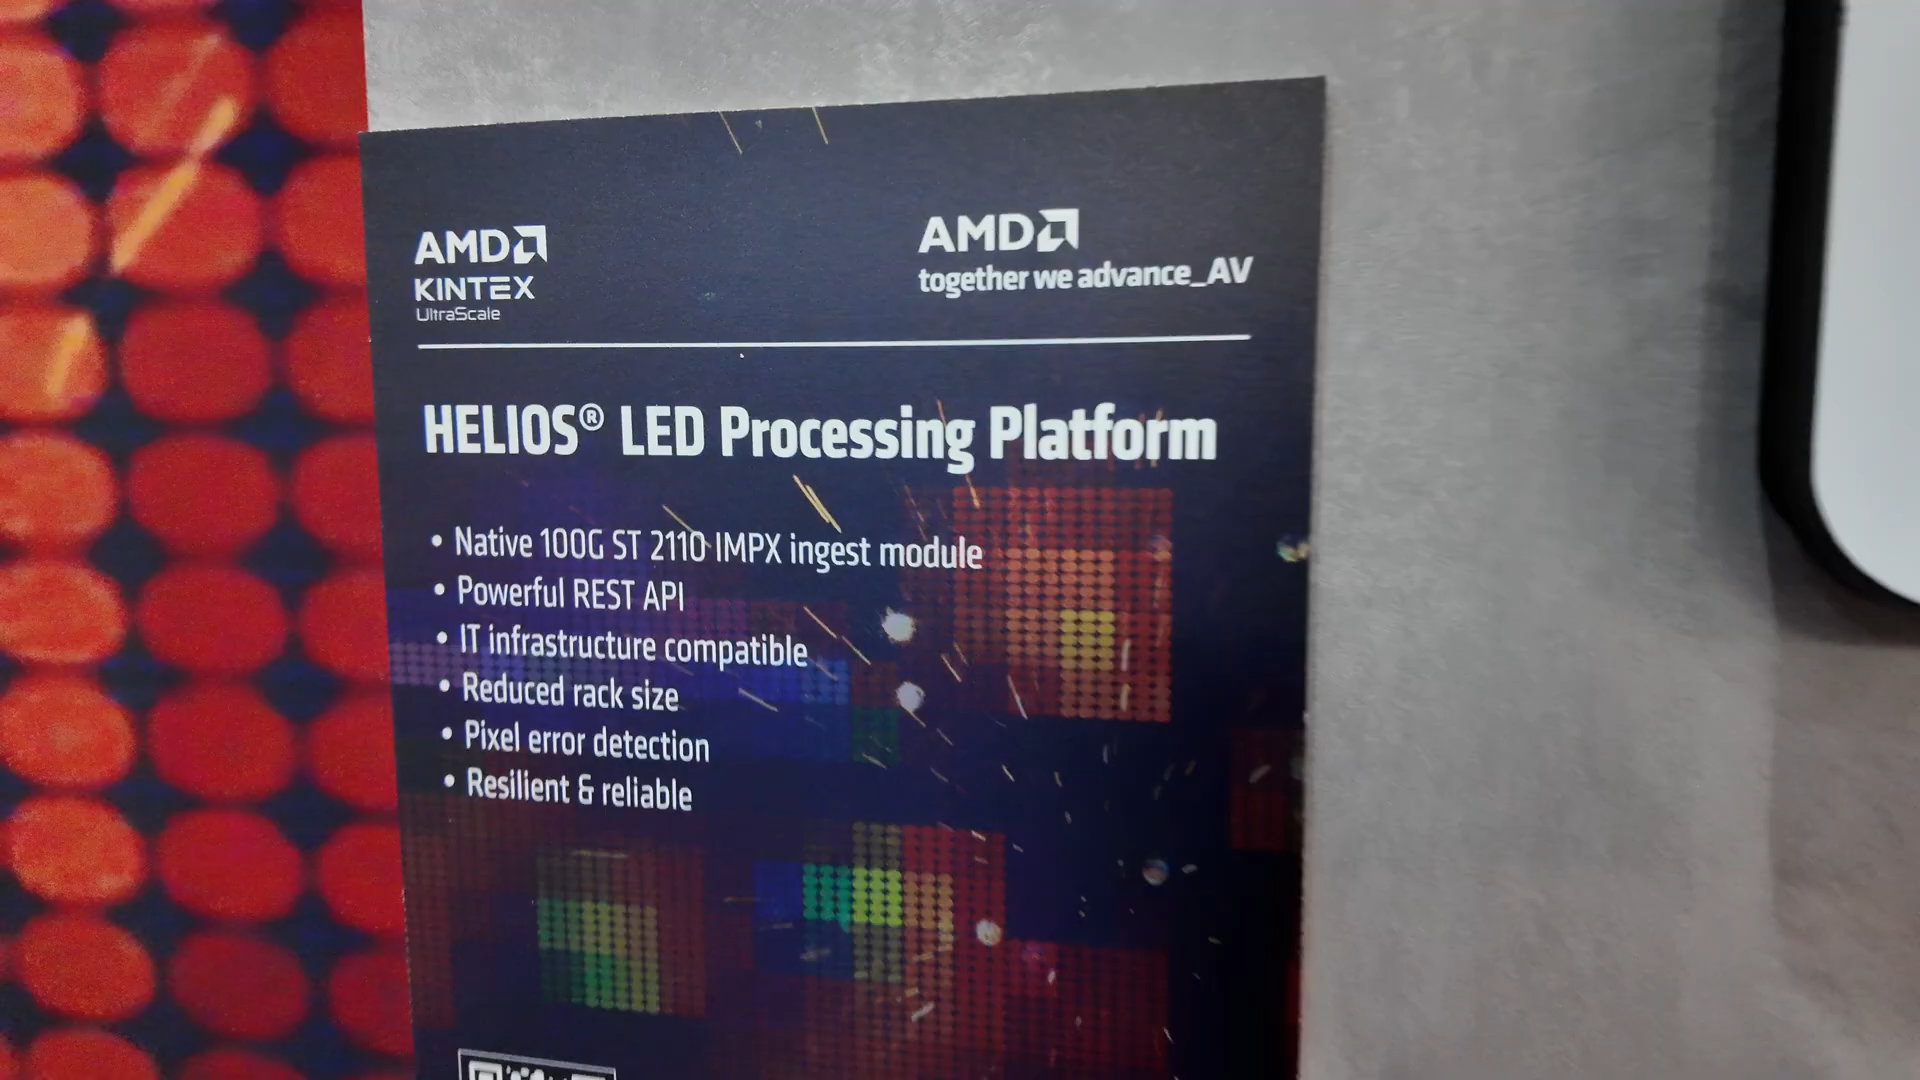 AMD
KINTEX
UltraScale
AMD
together we advance_AV
HELIOS® LED Processing Platform
• Native 100G ST 2110 IMPX ingest module
• Powerful REST API
• IT infrastructure compatible
• Reduced rack size
• Pixel error detection
• Resilient & reliable